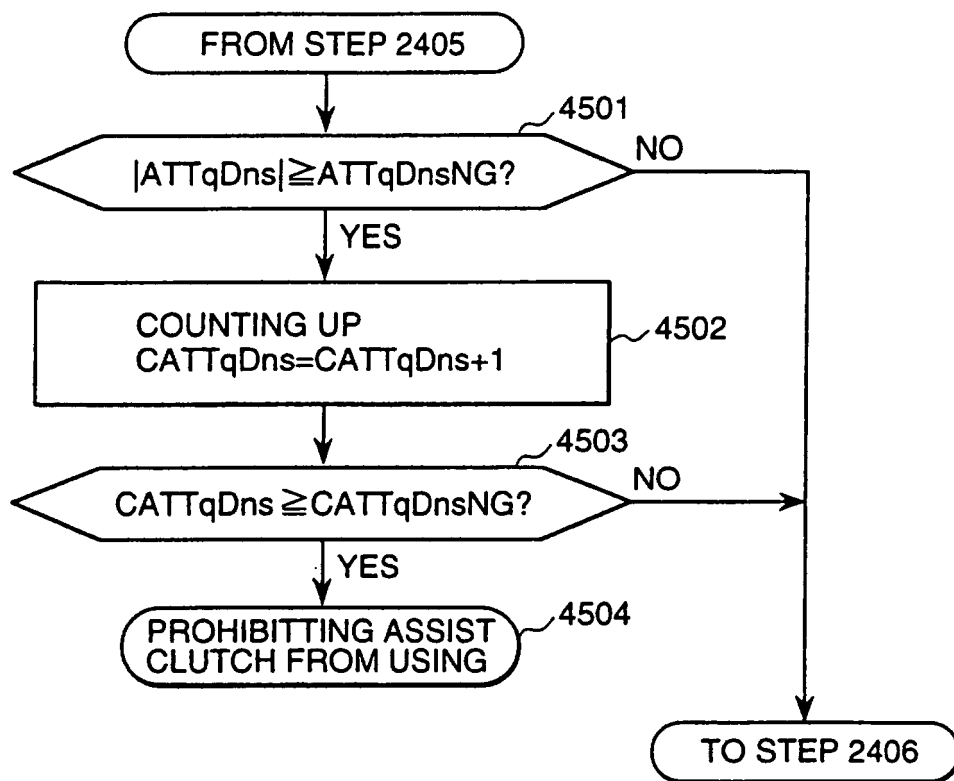 FROM STEP 2405
4501
|ATTqDns|≧ATTqDnsNG?
NO
YES
COUNTING UP
CATTqDns=CATTqDns+1
4502
4503
CATTqDns≧CATTqDnsNG?
NO
YES
PROHIBITTING ASSIST
CLUTCH FROM USING
4504
TO STEP 2406